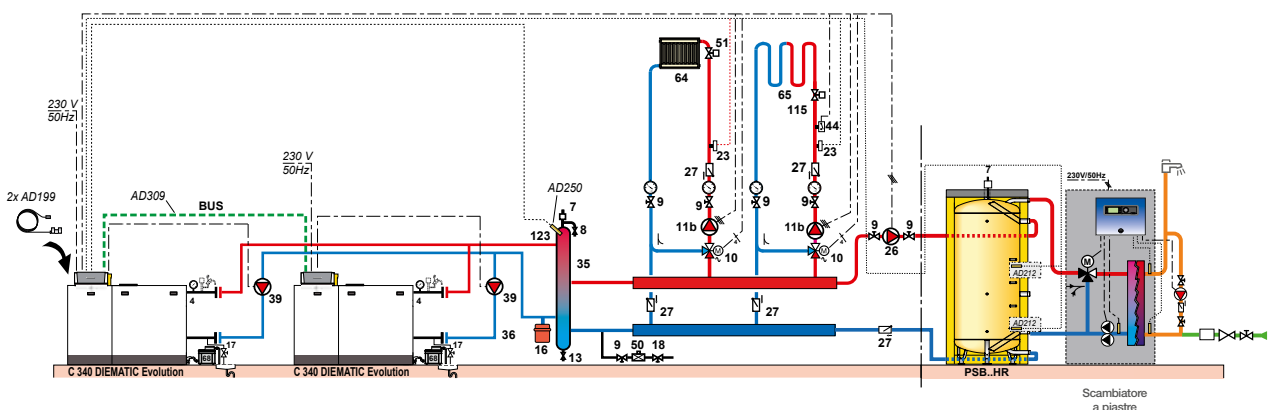 230 V
50Hz
2x AD199
AD309
BUS
230 V
50Hz
AD250
7
8
123
35
16
13
4
39
17
68
4
39
36
17
68
C 340 DIEMATIC Evolution
C 340 DIEMATIC Evolution
64
51
23
27
9
9
11b
M
10
27
65
115
44
23
27
9
9
11b
M
10
27
9
50
18
27
9
9
26
7
AD212
AD212
PSB..HR
230V/50Hz
M
Scambiatore
a piastre